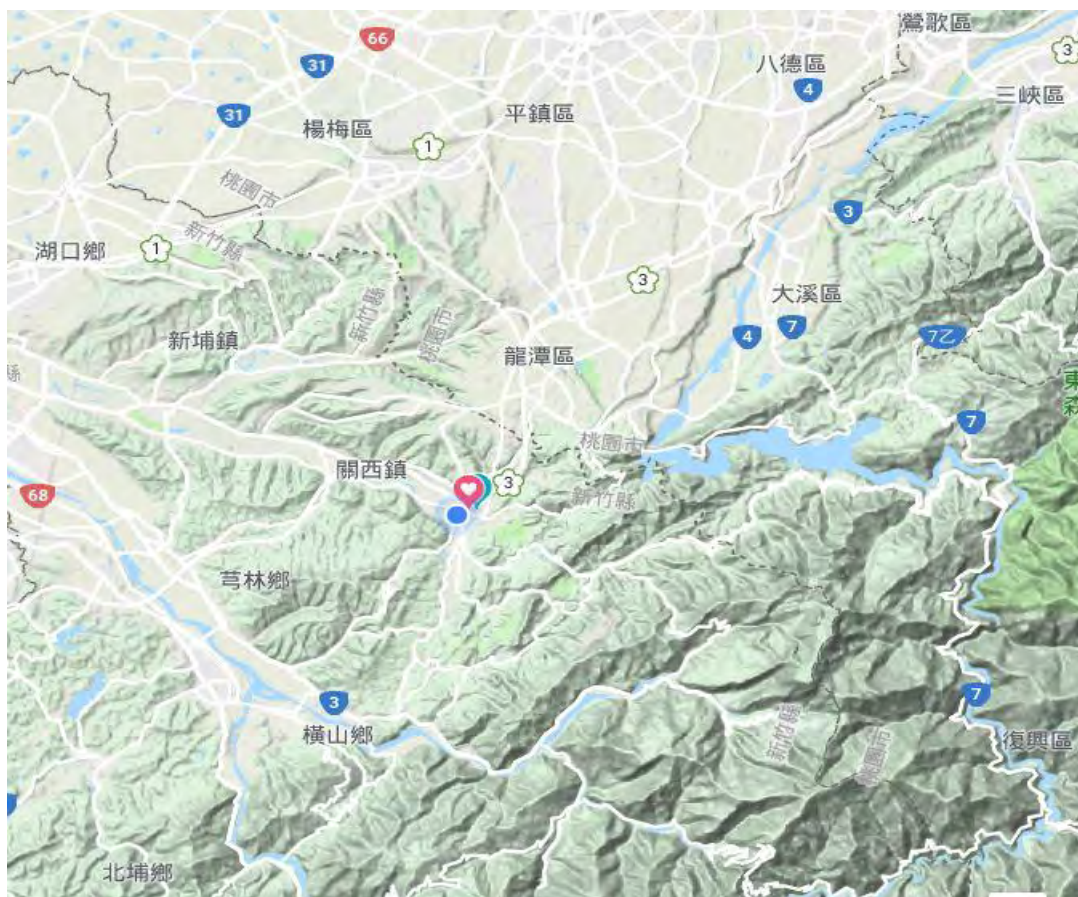 鶯歌區
66
3
31
八德區
4
三峽區
31
平鎮區
楊梅區
1
桃園市
3
新竹縣
1
湖口鄉
3
大溪區
新竹縣
7
桃園市
4
7乙
新埔鎮
龍潭區
縣
東
森
7
桃園市
關西鎮
3
新竹縣
68
芎林鄉
3
7
橫山鄉
新竹縣
桃園市
復興區
北埔鄉